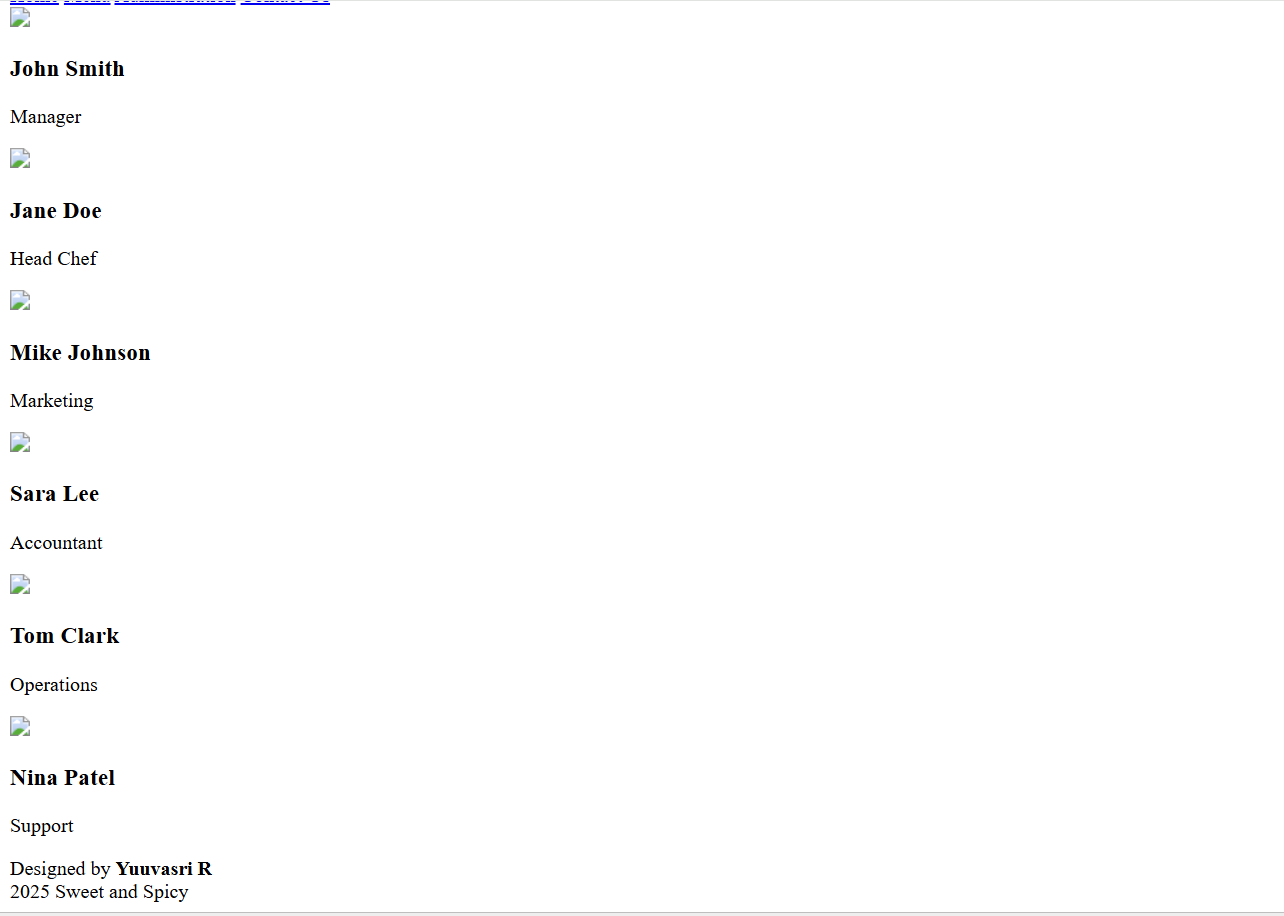 John Smith
Manager
Jane Doe
Head Chef
Mike Johnson
Marketing
Sara Lee
Accountant
Tom Clark
Operations
Nina Patel
Support
Designed by Yuuvasri R
2025 Sweet and Spicy